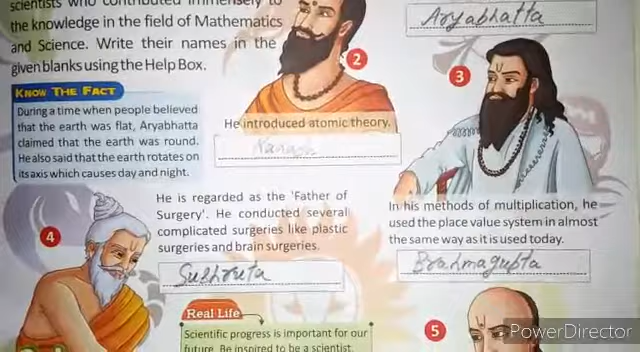 scientists who contributed immensely to
the knowledge in the field of Mathematics
and Science. Write their names in the
given blanks using the Help Box.
KNOW THE FACT
During a time when people believed
that the earth was flat, Aryabhatta
claimed that the earth was round.
He also said that the earth rotates on
its axis which causes day and night.
2
He introduced atomic theory.
Aryabhatta
3
In his methods of multiplication, he
used the place value system in almost
the same way as it is used today.
Brahmagupta
4
He is regarded as the 'Father of
Surgery'. He conducted several
complicated surgeries like plastic
surgeries and brain surgeries.
Sushruta
Real Life
Scientific progress is important for our
future. Be inspired to be a scientist.
5
PowerDirector